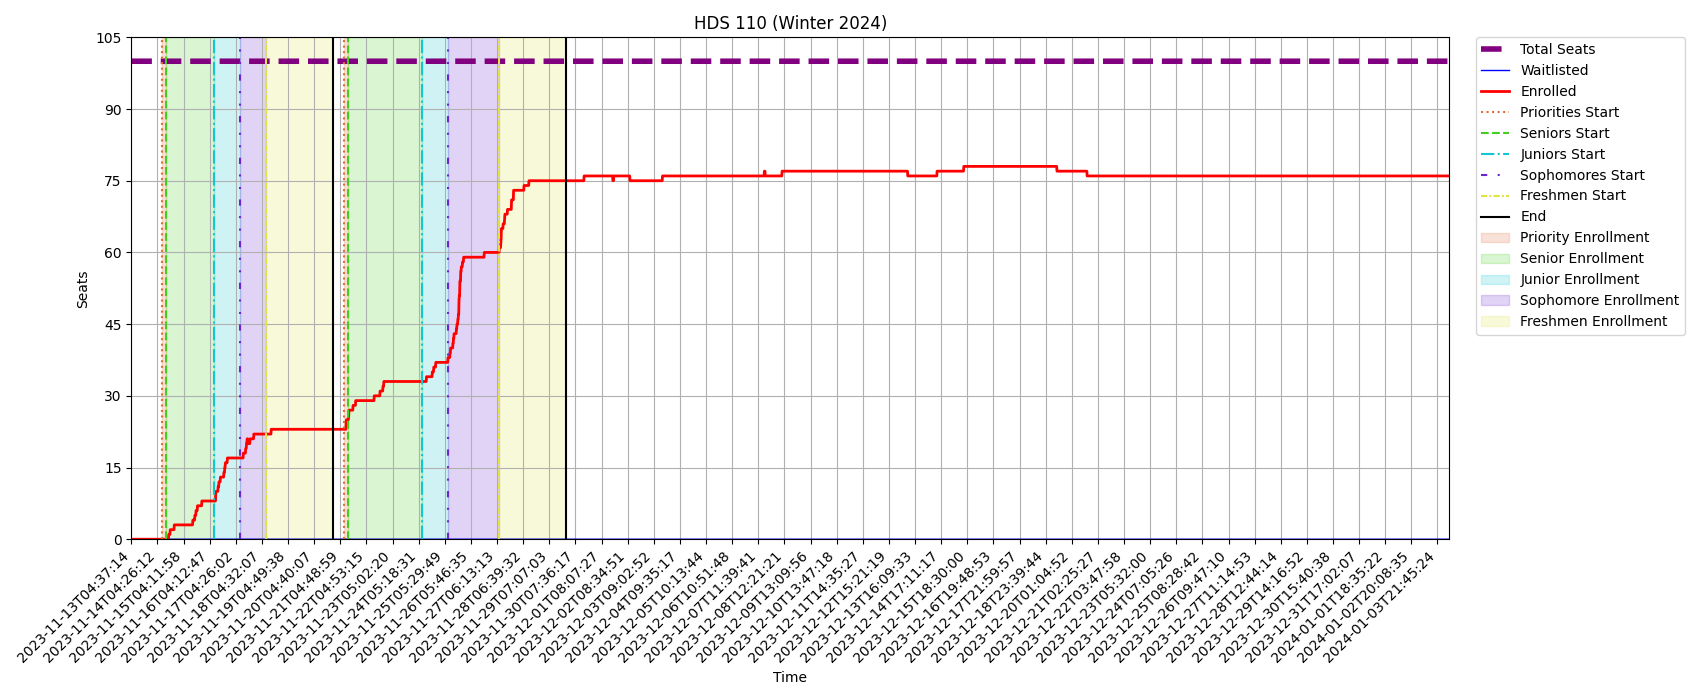 HDS 110 (Winter 2024)
105
90
75
60
45
30
15
0
Seats
2023-11-13T04:37:14
2023-11-14T04:26:12
2023-11-15T04:11:58
2023-11-16T04:12:47
2023-11-17T04:26:02
2023-11-18T04:32:07
2023-11-19T04:49:38
2023-11-20T04:40:07
2023-11-21T04:48:59
2023-11-22T04:53:15
2023-11-23T05:02:20
2023-11-24T05:18:31
2023-11-25T05:29:49
2023-11-26T05:46:35
2023-11-27T06:13:13
2023-11-28T06:39:32
2023-11-29T07:07:03
2023-11-30T07:36:17
2023-12-01T08:07:27
2023-12-02T08:34:51
2023-12-03T09:02:52
2023-12-04T09:35:17
2023-12-05T10:13:44
2023-12-06T10:51:48
2023-12-07T11:39:41
2023-12-08T12:21:21
2023-12-09T13:09:56
2023-12-10T13:47:18
2023-12-11T14:35:27
2023-12-12T15:21:19
2023-12-13T16:09:33
2023-12-14T17:11:17
2023-12-15T18:30:00
2023-12-16T19:48:53
2023-12-17T21:59:57
2023-12-18T23:39:44
2023-12-20T01:04:52
2023-12-21T02:25:27
2023-12-22T03:47:58
2023-12-23T05:32:00
2023-12-24T07:05:26
2023-12-25T08:28:42
2023-12-26T09:47:10
2023-12-27T11:14:53
2023-12-28T12:44:14
2023-12-29T14:16:52
2023-12-30T15:40:38
2023-12-31T17:02:07
2024-01-01T18:35:22
2024-01-02T20:08:35
2024-01-03T21:45:24
Time
Total Seats
Waitlisted
Enrolled
Priorities Start
Seniors Start
Juniors Start
Sophomores Start
Freshmen Start
End
Priority Enrollment
Senior Enrollment
Junior Enrollment
Sophomore Enrollment
Freshmen Enrollment